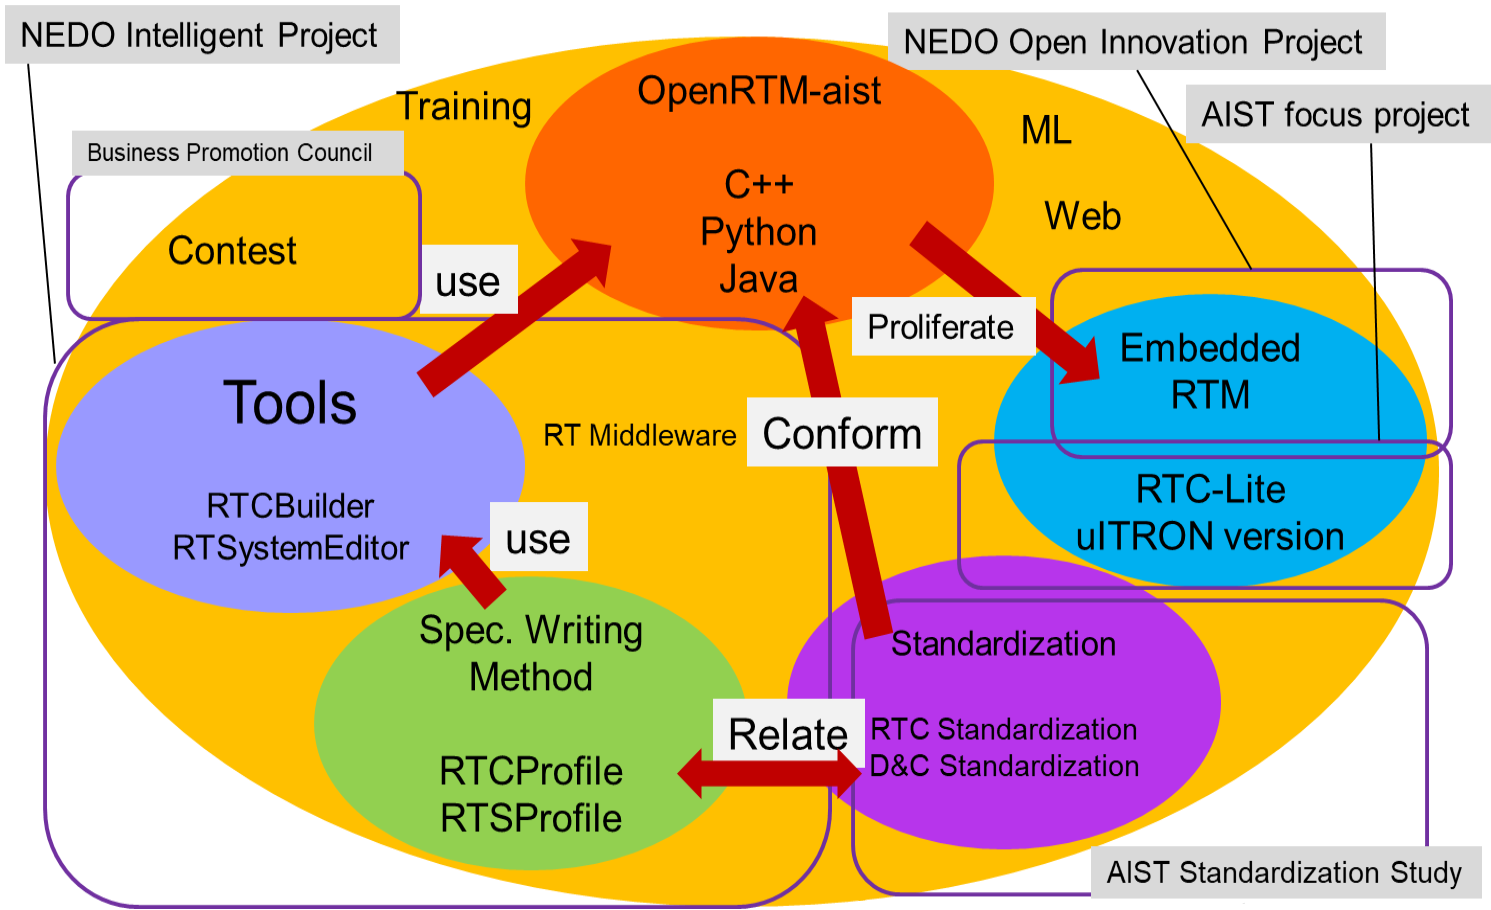 NEDO Intelligent Project
NEDO Open Innovation Project
AIST focus project
Training
OpenRTM-aist
ML
Business Promotion Council
C++
Python
Java
Web
Contest
use
Proliferate
Embedded
RTM
Tools
RT Middleware
Conform
RTCBuilder
RTSystemEditor
use
RTC-Lite
uITRON version
Spec. Writing
Method
Standardization
Relate
RTC Standardization
D&C Standardization
RTCProfile
RTSProfile
AIST Standardization Study